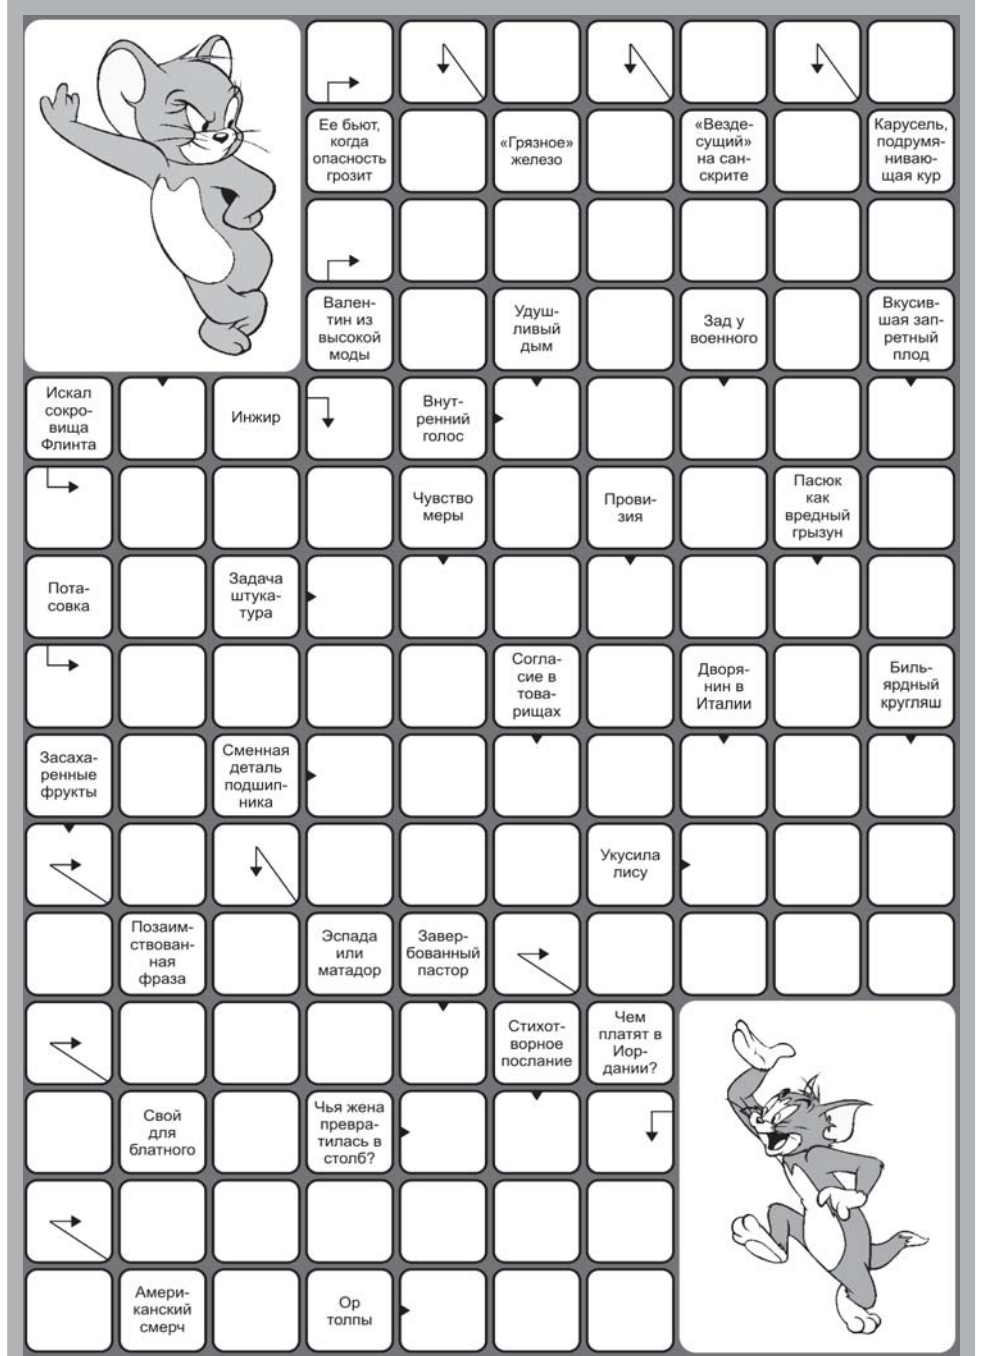 Ее бьют,
когда
опасность
грозит
«Грязное»
железо
«Везде-
сущий»
на сан-
скрите
Карусель,
подрумя-
ниваю-
щая кур
Вален-
тин из
высокой
моды
Удуш-
ливый
дым
Зад у
военного
Вкусив-
шая зап-
ретный
плод
Искал
сокро-
вища
Флинта
Инжир
Внут-
ренний
голос
Чувство
меры
Прови-
зия
Пасюк
как
вредный
грызун
Пота-
совка
Задача
штука-
тура
Согла-
сие в
това-
рищах
Дворя-
нин в
Италии
Биль-
ярдный
кругляш
Засаха-
ренные
фрукты
Сменная
деталь
подшип-
ника
Укусила
лису
Позаим-
ствован-
ная
фраза
Эспада
или
матадор
Завер-
бованный
пастор
Стихот-
ворное
послание
Чем
платят в
Иор-
дании?
Свой
для
блатного
Чья жена
превра-
тилась в
столб?
Амери-
канский
смерч
Ор
толпы